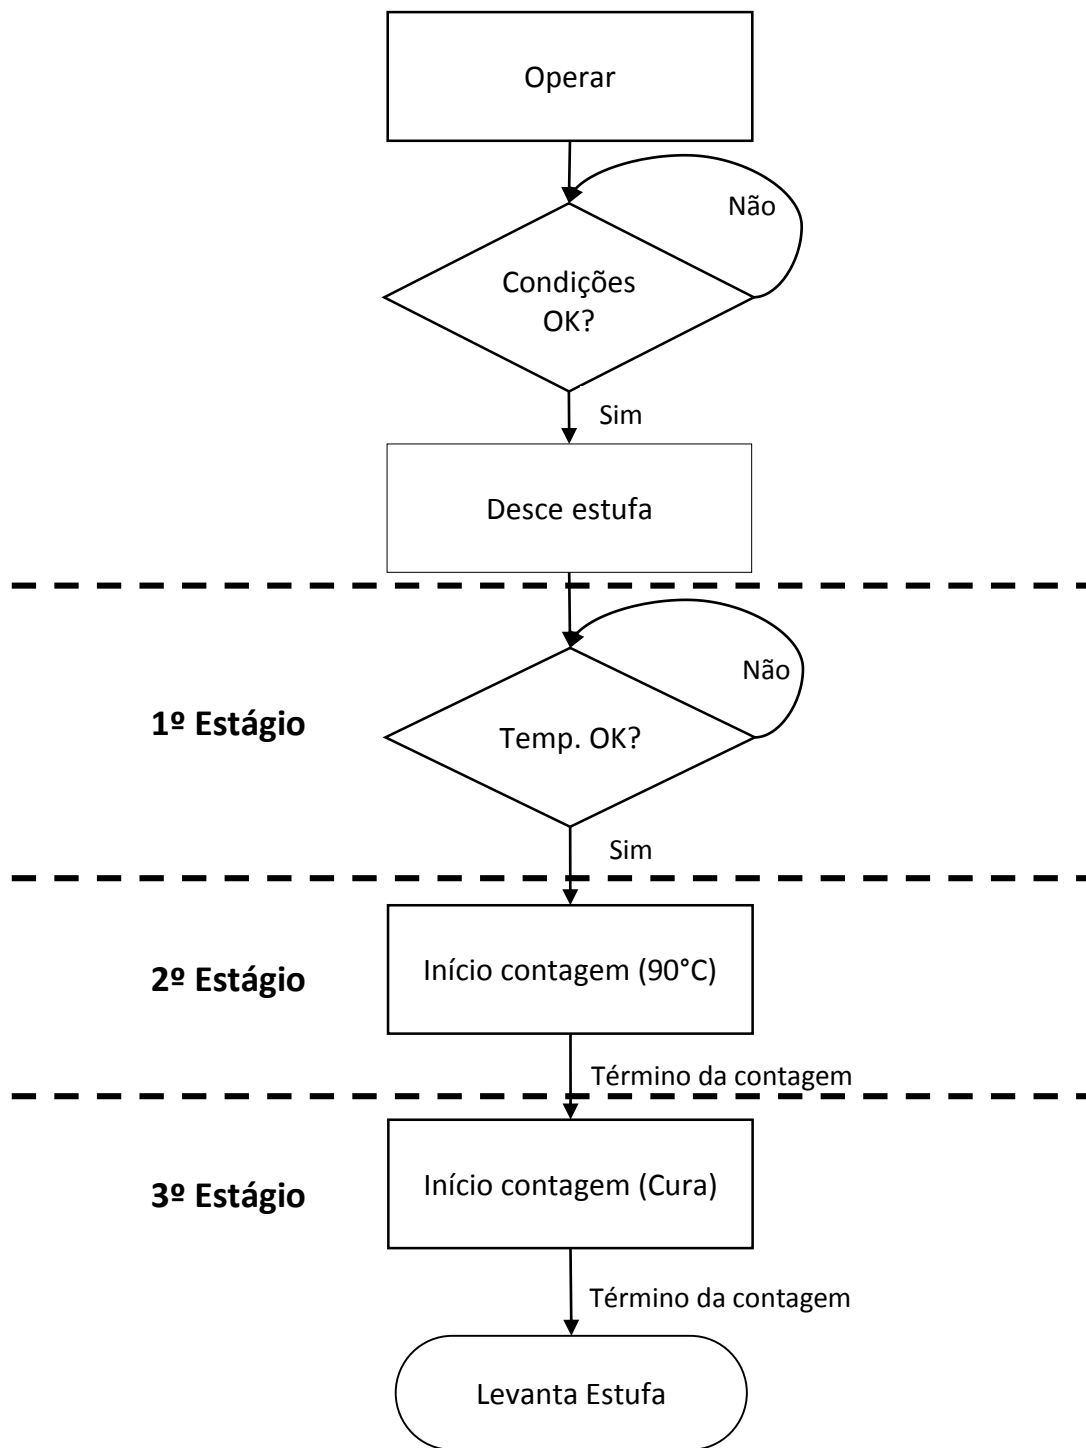 Operar
Não
Condições
OK?
Sim
Desce estufa
Não
1º Estágio
Temp. OK?
Sim
2º Estágio
Início contagem (90°C)
Término da contagem
3º Estágio
Início contagem (Cura)
Término da contagem
Levanta Estufa